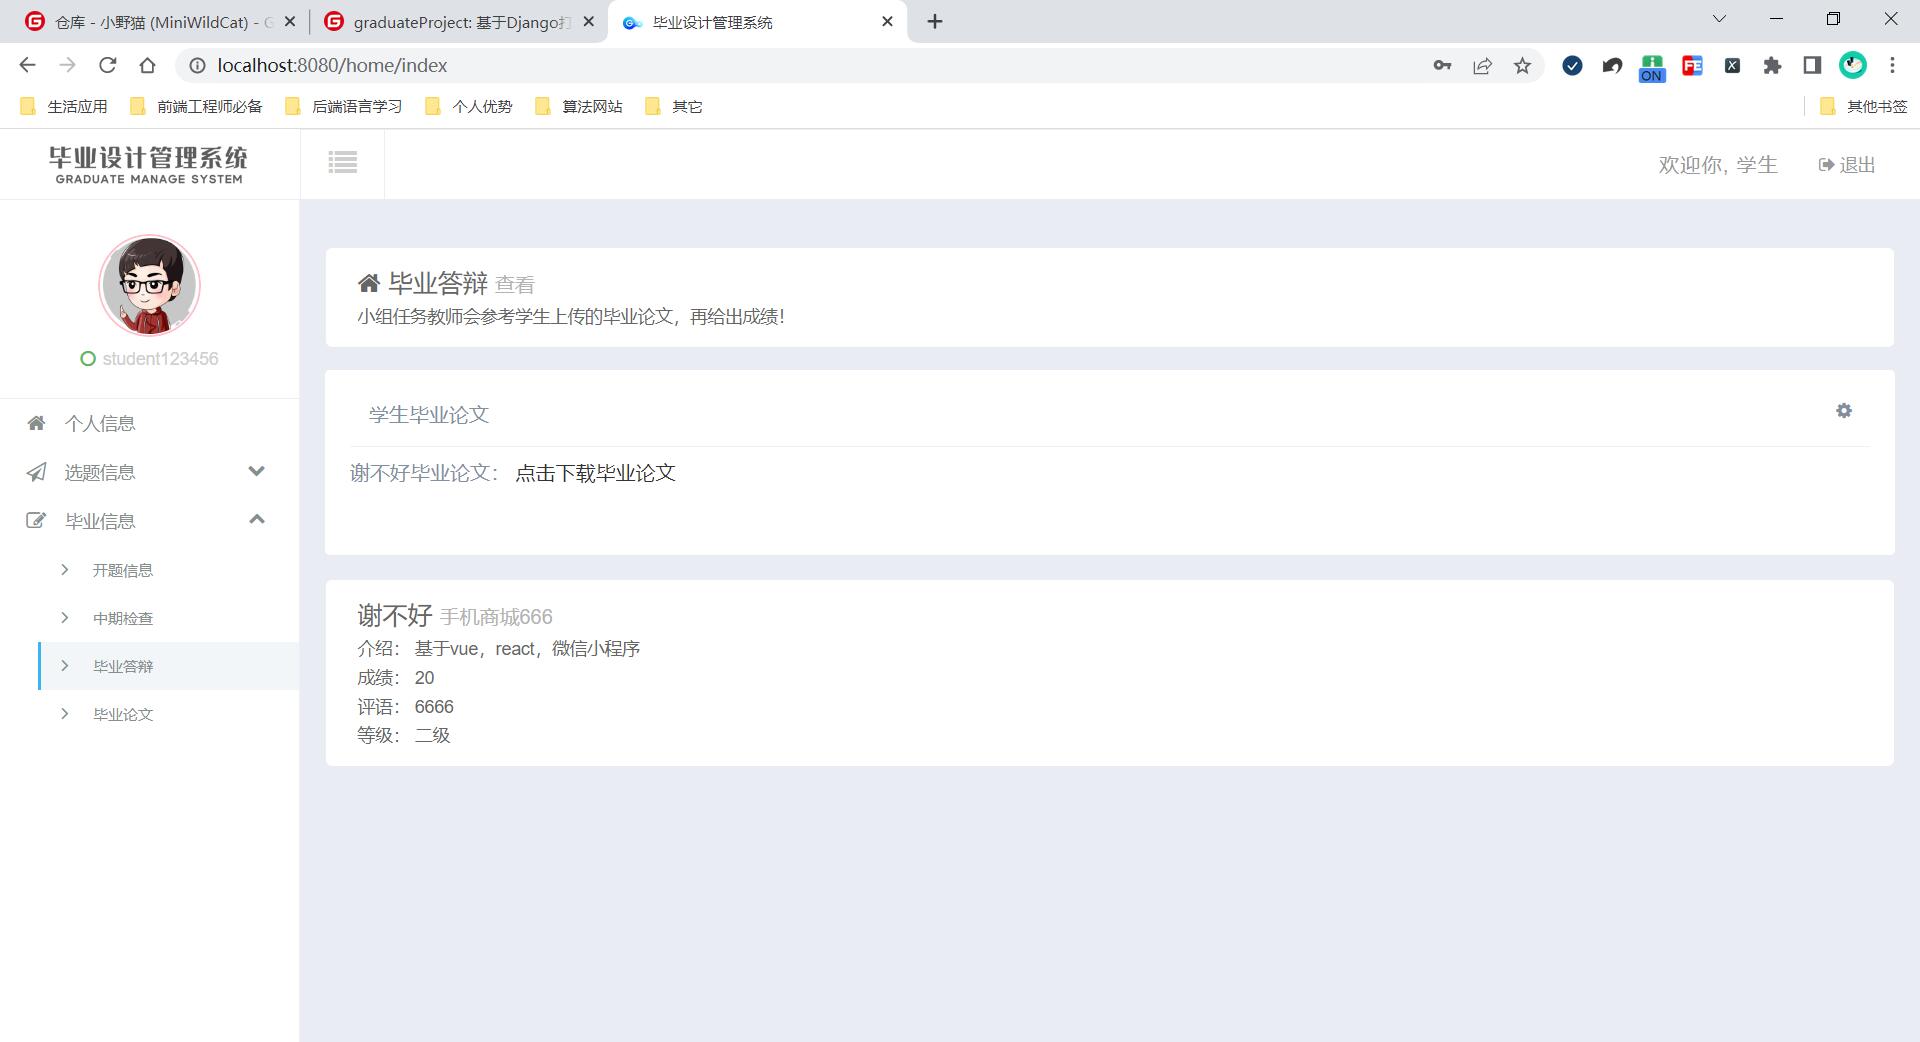 仓库 - 小野猫 (MiniWildCat) - G
graduateProject: 基于Django打
毕业设计管理系统
localhost:8080/home/index
ON
FE
X
生活应用
前端工程师必备
后端语言学习
个人优势
算法网站
其它
其他书签
毕业设计管理系统
GRADUATE MANAGE SYSTEM
欢迎你, 学生
退出
student123456
个人信息
选题信息
毕业信息
开题信息
中期检查
毕业答辩
毕业论文
毕业答辩 查看
小组任务教师会参考学生上传的毕业论文，再给出成绩！
学生毕业论文
谢不好毕业论文： 点击下载毕业论文
谢不好 手机商城666
介绍： 基于vue，react，微信小程序
成绩： 20
评语： 6666
等级： 二级